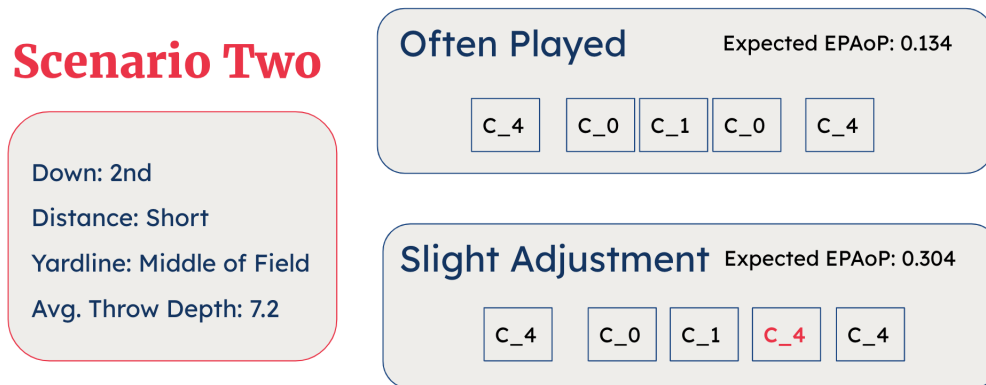 Scenario Two
Down: 2nd
Distance: Short
Yardline: Middle of Field
Avg. Throw Depth: 7.2
Often Played Expected EPAoP: 0.134
C_4 C_0 C_1 C_0 C_4
Slight Adjustment Expected EPAoP: 0.304
C_4 C_0 C_1 C_4 C_4